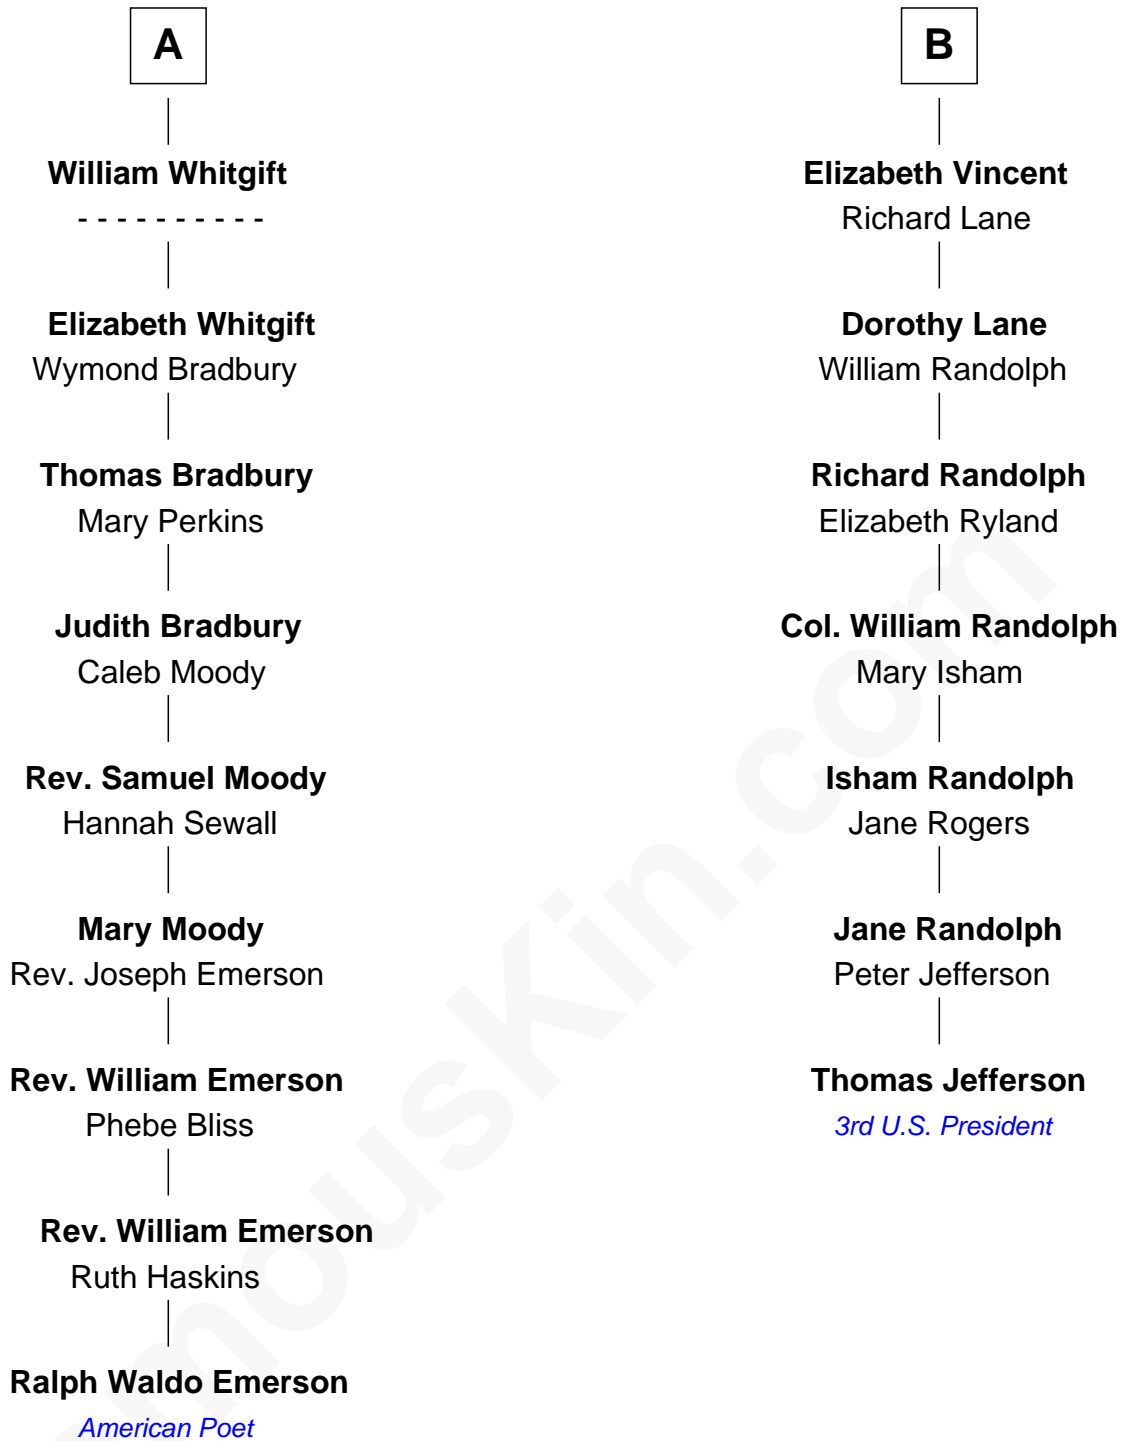 A
William Whitgift
- - - - - - - - - -
Elizabeth Whitgift
Wymond Bradbury
Thomas Bradbury
Mary Perkins
Judith Bradbury
Caleb Moody
Rev. Samuel Moody
Hannah Sewall
Mary Moody
Rev. Joseph Emerson
Rev. William Emerson
Phebe Bliss
Rev. William Emerson
Ruth Haskins
Ralph Waldo Emerson
American Poet
B
Elizabeth Vincent
Richard Lane
Dorothy Lane
William Randolph
Richard Randolph
Elizabeth Ryland
Col. William Randolph
Mary Isham
Isham Randolph
Jane Rogers
Jane Randolph
Peter Jefferson
Thomas Jefferson
3rd U.S. President
mousKin.com